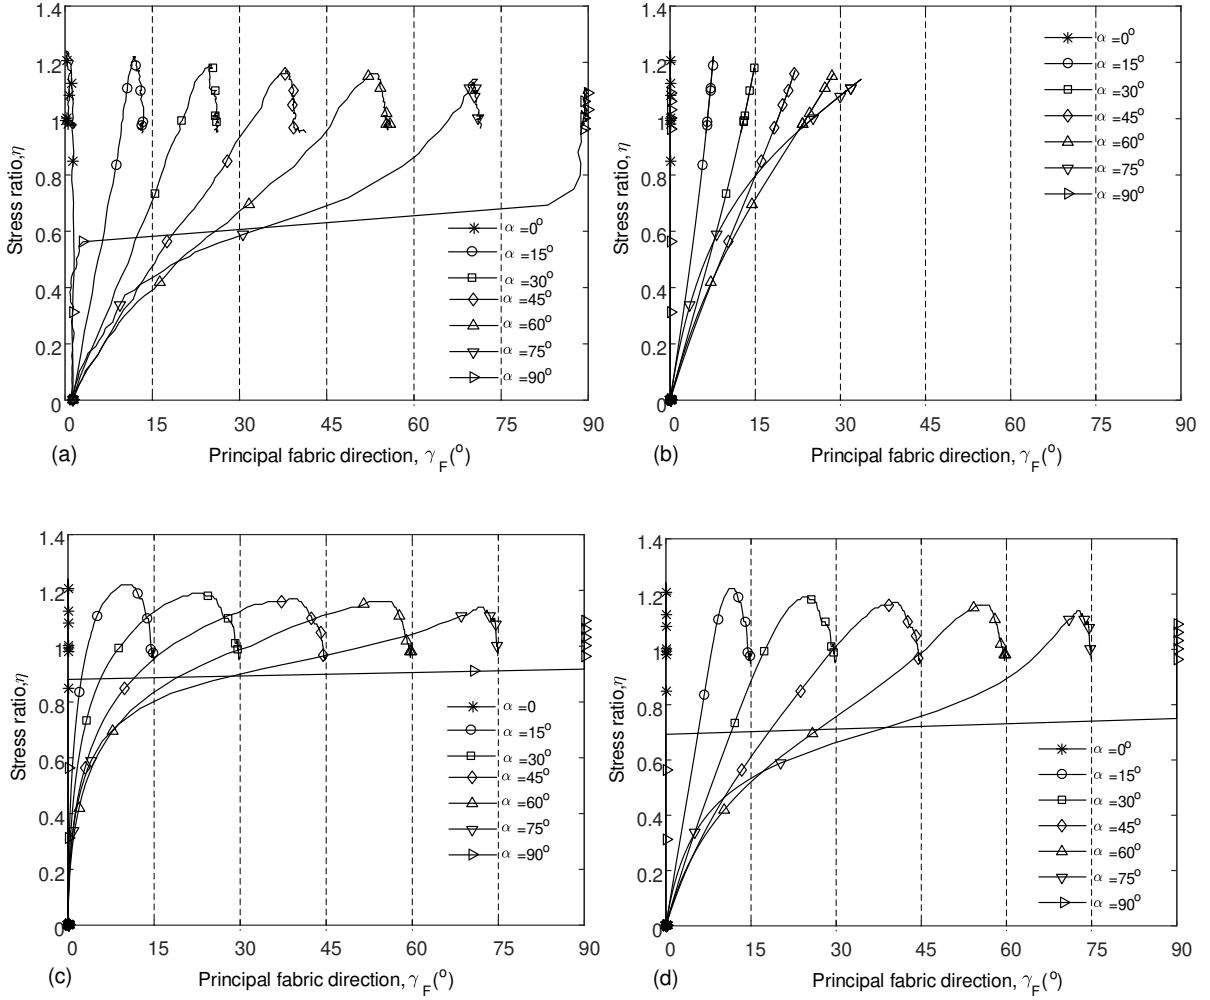 1.4
1.2
1
0.8
0.6
0.4
0.2
0
Stress ratio,η
α =0°
α =15°
α =30°
α =45°
α =60°
α =75°
α =90°
0 15 30 45 60 75 90
(a) Principal fabric direction, γF(°)
1.4
1.2
1
0.8
0.6
0.4
0.2
0
Stress ratio, η
α =0°
α =15°
α =30°
α =45°
α =60°
α =75°
α =90°
0 15 30 45 60 75 90
(b) Principal fabric direction, γF(°)
1.4
1.2
1
0.8
0.6
0.4
0.2
0
Stress ratio,η
α =0
α =15°
α =30°
α =45°
α =60°
α =75°
α =90°
0 15 30 45 60 75 90
(c) Principal fabric direction, γF(°)
1.4
1.2
1
0.8
0.6
0.4
0.2
0
Stress ratio,η
α =0°
α =15°
α =30°
α =45°
α =60°
α =75°
α =90°
0 15 30 45 60 75 90
(d) Principal fabric direction, γF(°)